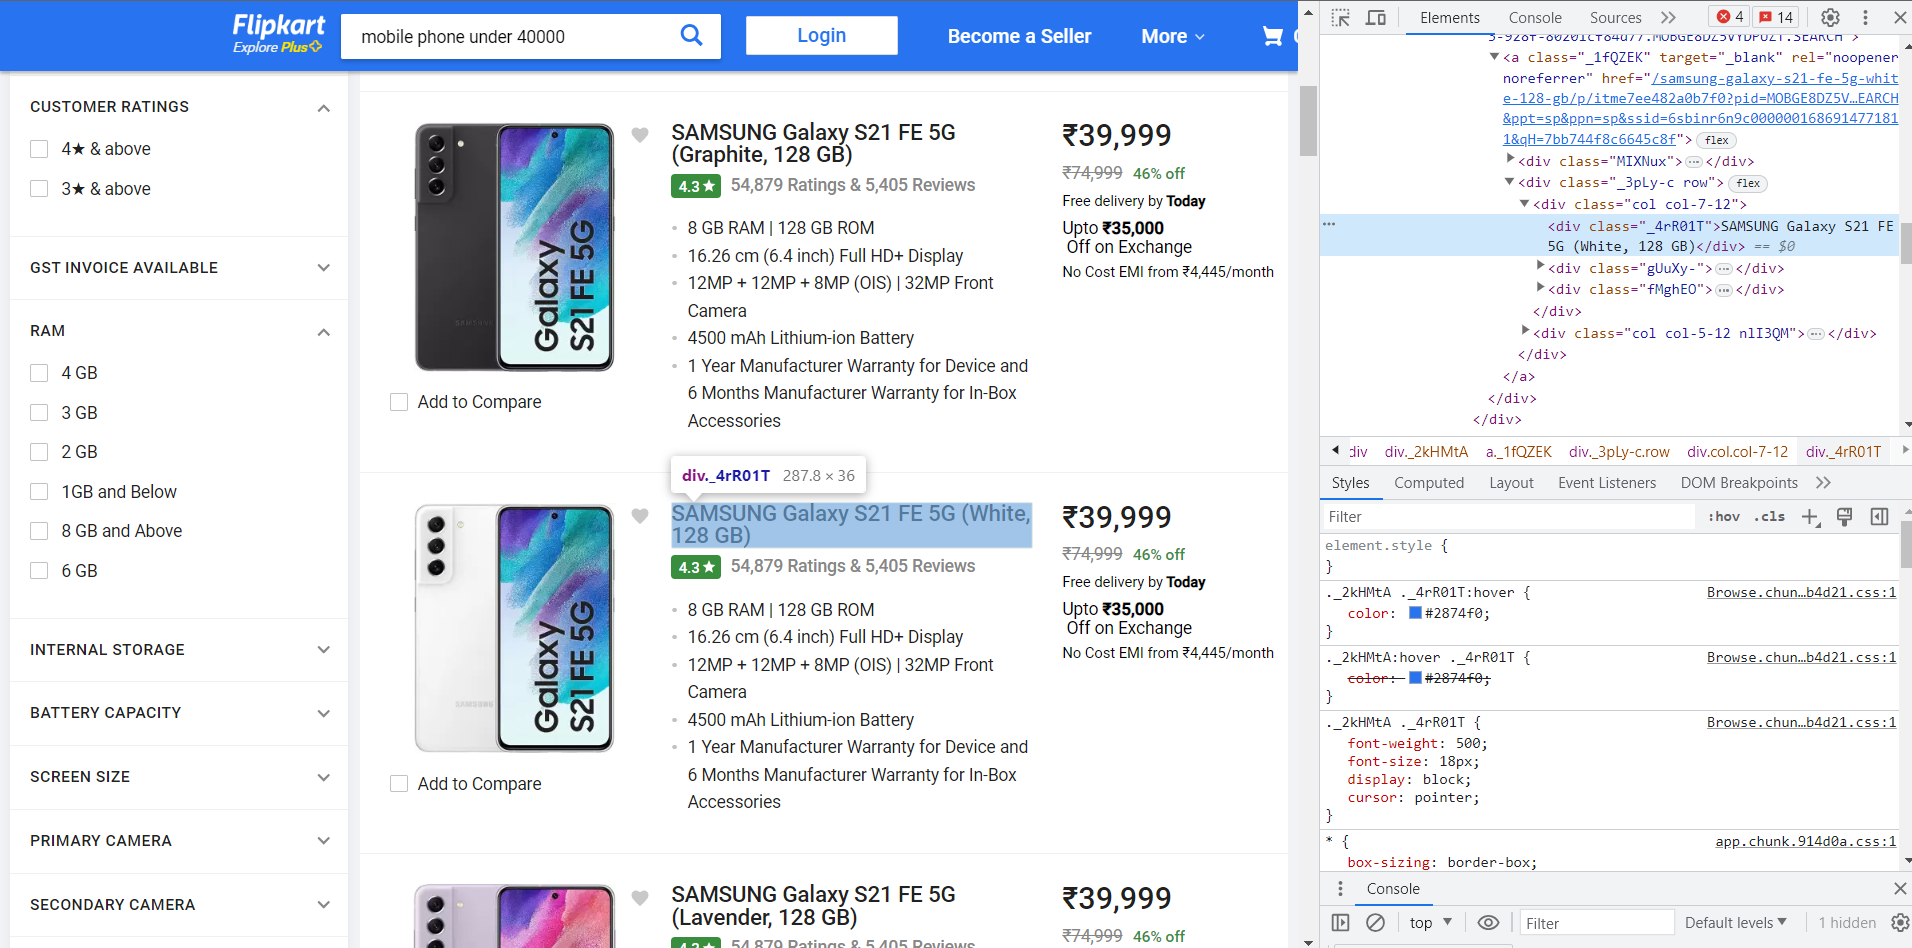 Flipkart
Explore Plus
mobile phone under 40000
Login
Become a Seller
More
CUSTOMER RATINGS
4★ & above
3★ & above
GST INVOICE AVAILABLE
RAM
4 GB
3 GB
2 GB
1GB and Below
8 GB and Above
6 GB
INTERNAL STORAGE
BATTERY CAPACITY
SCREEN SIZE
PRIMARY CAMERA
SECONDARY CAMERA
Galaxy
S21 FE 5G
Add to Compare
SAMSUNG Galaxy S21 FE 5G
(Graphite, 128 GB)
4.3★ 54,879 Ratings & 5,405 Reviews
8 GB RAM | 128 GB ROM
16.26 cm (6.4 inch) Full HD+ Display
12MP + 12MP + 8MP (OIS) | 32MP Front
Camera
4500 mAh Lithium-ion Battery
1 Year Manufacturer Warranty for Device and
6 Months Manufacturer Warranty for In-Box
Accessories
₹39,999
₹74,999 46% off
Free delivery by Today
Upto ₹35,000
Off on Exchange
No Cost EMI from ₹4,445/month
div._4rR01T 287.8 × 36
SAMSUNG
Galaxy
S21 FE 5G
Add to Compare
SAMSUNG Galaxy S21 FE 5G (White,
128 GB)
4.3★ 54,879 Ratings & 5,405 Reviews
8 GB RAM | 128 GB ROM
16.26 cm (6.4 inch) Full HD+ Display
12MP + 12MP + 8MP (OIS) | 32MP Front
Camera
4500 mAh Lithium-ion Battery
1 Year Manufacturer Warranty for Device and
6 Months Manufacturer Warranty for In-Box
Accessories
₹39,999
₹74,999 46% off
Free delivery by Today
Upto ₹35,000
Off on Exchange
No Cost EMI from ₹4,445/month
SAMSUNG Galaxy S21 FE 5G
(Lavender, 128 GB)
54,879 Ratings & 5,405 Reviews
₹39,999
₹74,999 46% off
Elements Console Sources 4 14
<a class="_1fQZEK" target="_blank" rel="noopener
noreferrer" href="/samsung-galaxy-s21-fe-5g-whit
e-128-gb/p/itme7ee482a0b7f0?pid=MOBGE8DZ5V…EARCH
&ppt=sp&ppn=sp&ssid=6sbinr6n9c000000168691477181
1&qH=7bb744f8c6645c8f"> flex
<div class="MIXNux">…</div>
<div class="_3pLy-c row"> flex
<div class="col col-7-12">
<div class="_4rR01T">SAMSUNG Galaxy S21 FE
5G (White, 128 GB)</div> == $0
<div class="gUuXy-">…</div>
<div class="fMghEO">…</div>
</div>
<div class="col col-5-12 nlI3QM">…</div>
</div>
</a>
</div>
</div>
div div._2kHMtA a._1fQZEK div._3pLy-c.row div.col.col-7-12 div._4rR01T
Styles Computed Layout Event Listeners DOM Breakpoints
Filter :hov .cls
element.style {
}
._2kHMtA ._4rR01T:hover { Browse.chun…b4d21.css:1
color: #2874f0;
}
._2kHMtA:hover ._4rR01T { Browse.chun…b4d21.css:1
color: #2874f0;
}
._2kHMtA ._4rR01T { Browse.chun…b4d21.css:1
font-weight: 500;
font-size: 18px;
display: block;
cursor: pointer;
}
* { app.chunk.914d0a.css:1
box-sizing: border-box;
Console
top Filter Default levels 1 hidden